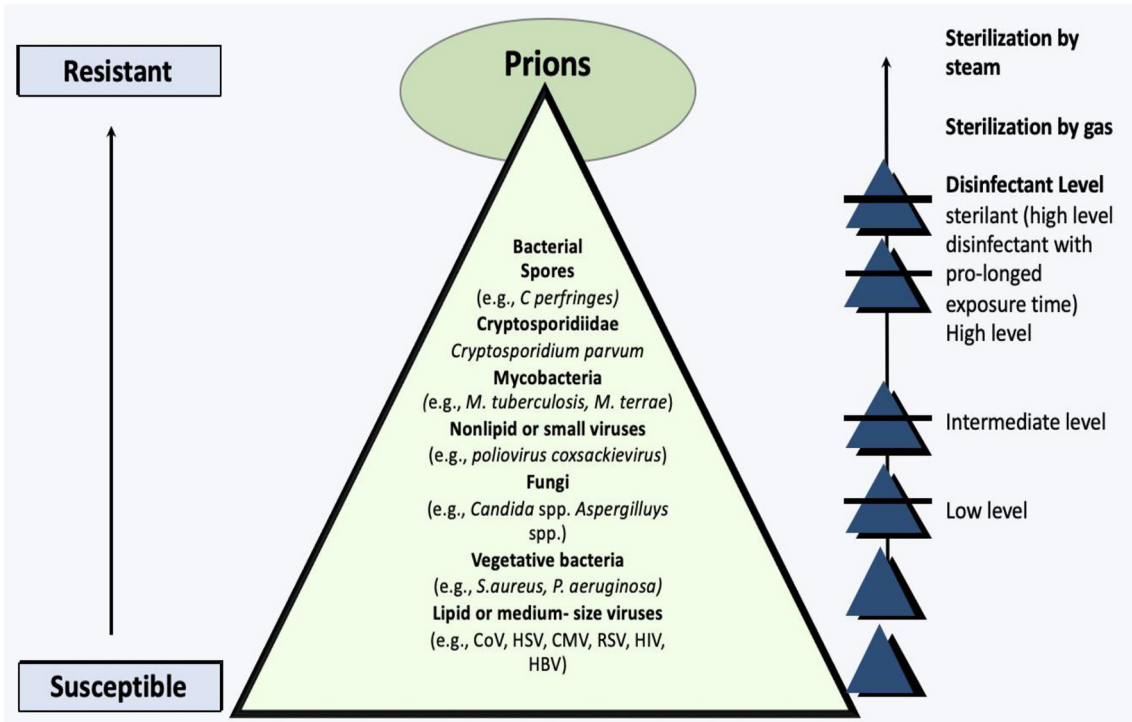 Resistant
Susceptible
Prions
Bacterial
Spores
(e.g., C perfringes)
Cryptosporidiidae
Cryptosporidium parvum
Mycobacteria
(e.g., M. tuberculosis, M. terrae)
Nonlipid or small viruses
(e.g., poliovirus coxsackievirus)
Fungi
(e.g., Candida spp. Aspergilluys
spp.)
Vegetative bacteria
(e.g., S.aureus, P. aeruginosa)
Lipid or medium- size viruses
(e.g., CoV, HSV, CMV, RSV, HIV,
HBV)
Sterilization by
steam
Sterilization by gas
Disinfectant Level
sterilant (high level
disinfectant with
pro-longed
exposure time)
High level
Intermediate level
Low level